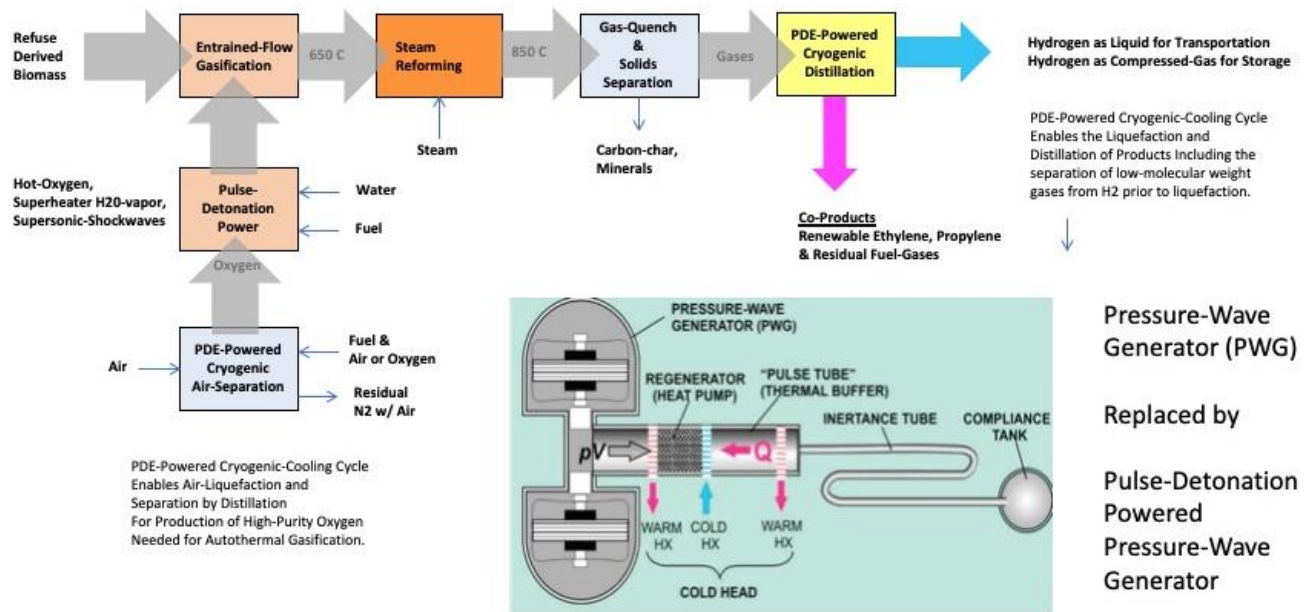 Refuse
Derived
Biomass
Entrained-Flow
Gasification
650 C
Steam
Reforming
850 C
Gas-Quench
&
Solids
Separation
Gases
PDE-Powered
Cryogenic
Distillation
Hydrogen as Liquid for Transportation
Hydrogen as Compressed-Gas for Storage
Steam
Carbon-char,
Minerals
PDE-Powered Cryogenic-Cooling Cycle
Enables the Liquefaction and
Distillation of Products Including the
separation of low-molecular weight
gases from H2 prior to liquefaction.
Hot-Oxygen,
Superheater H20-vapor,
Supersonic-Shockwaves
Pulse-
Detonation
Power
Water
Fuel
Co-Products
Renewable Ethylene, Propylene
& Residual Fuel-Gases
Oxygen
Air
PDE-Powered
Cryogenic
Air-Separation
Fuel &
Air or Oxygen
Residual
N2 w/ Air
PDE-Powered Cryogenic-Cooling Cycle
Enables Air-Liquefaction and
Separation by Distillation
For Production of High-Purity Oxygen
Needed for Autothermal Gasification.
PRESSURE-WAVE
GENERATOR (PWG)
REGENERATOR
(HEAT PUMP)
"PULSE TUBE"
(THERMAL BUFFER)
INERTANCE TUBE
COMPLIANCE
TANK
pV
Q
WARM
HX
COLD
HX
WARM
HX
COLD HEAD
Pressure-Wave
Generator (PWG)
Replaced by
Pulse-Detonation
Powered
Pressure-Wave
Generator